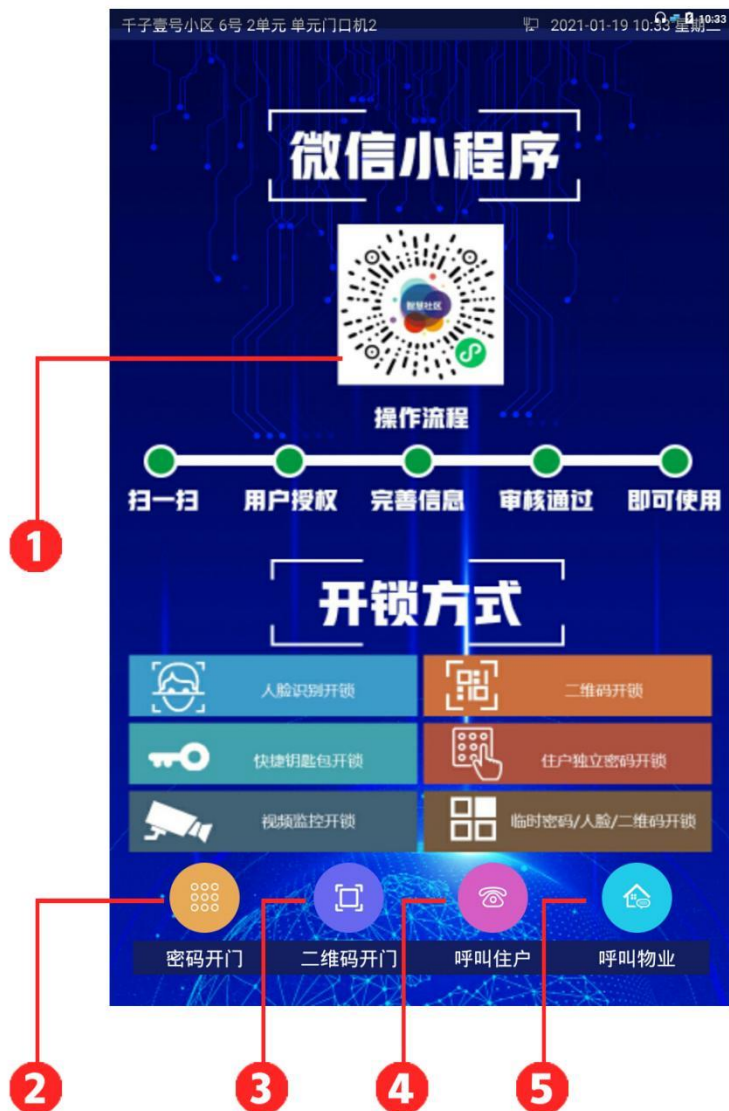 千子壹号小区 6号 2单元 单元门口机2
2021-01-19 10:33 星期二
10:33
微信小程序
智慧社区
操作流程
扫一扫 用户授权 完善信息 审核通过 即可使用
1
开锁方式
人脸识别开锁 二维码开锁
快捷钥匙包开锁 住户独立密码开锁
视频监控开锁 临时密码/人脸/二维码开锁
密码开门 二维码开门 呼叫住户 呼叫物业
2 3 4 5